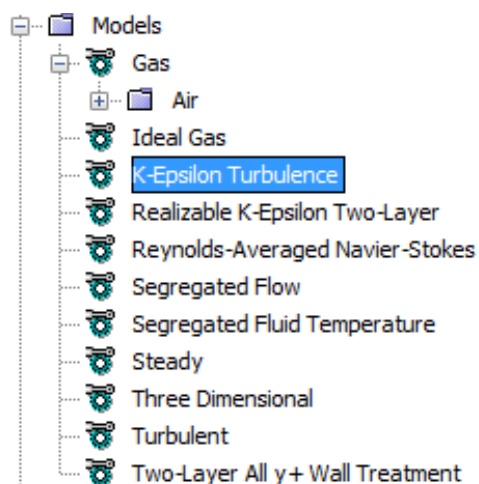 Models
Gas
Air
Ideal Gas
K-Epsilon Turbulence
Realizable K-Epsilon Two-Layer
Reynolds-Averaged Navier-Stokes
Segregated Flow
Segregated Fluid Temperature
Steady
Three Dimensional
Turbulent
Two-Layer All y+ Wall Treatment